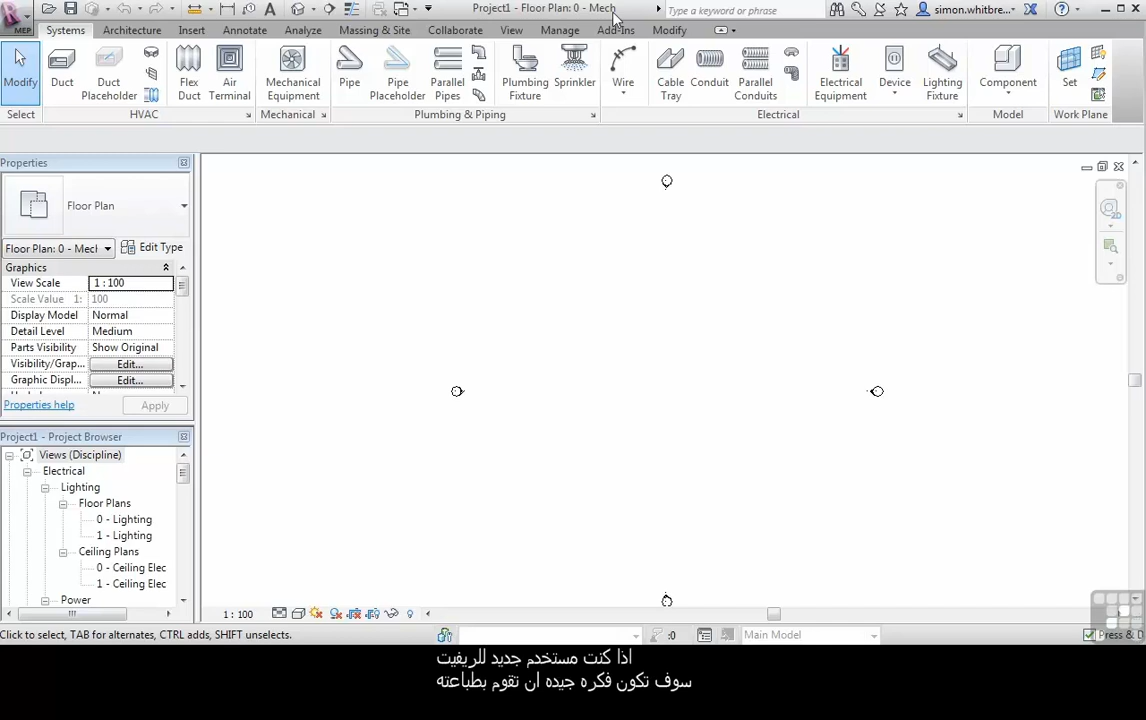 Project1 - Floor Plan: 0 - Mech
Type a keyword or phrase
simon.whitbre...
MEP
Systems
Architecture
Insert
Annotate
Analyze
Massing & Site
Collaborate
View
Manage
Add-Ins
Modify
Modify
Duct
Duct
Placeholder
Flex
Duct
Air
Terminal
Mechanical
Equipment
Pipe
Pipe
Placeholder
Parallel
Pipes
Plumbing
Fixture
Sprinkler
Wire
Cable
Tray
Conduit
Parallel
Conduits
Electrical
Equipment
Device
Lighting
Fixture
Component
Set
Select
HVAC
Mechanical
Plumbing & Piping
Electrical
Model
Work Plane
Properties
Floor Plan
Floor Plan: 0 - Mecl
Edit Type
Graphics
View Scale 1 : 100
Scale Value 1: 100
Display Model Normal
Detail Level Medium
Parts Visibility Show Original
Visibility/Grap... Edit...
Graphic Displ... Edit...
Properties help
Apply
Project1 - Project Browser
Views (Discipline)
Electrical
Lighting
Floor Plans
0 - Lighting
1 - Lighting
Ceiling Plans
0 - Ceiling Elec
1 - Ceiling Elec
Power
2D
1 : 100
Click to select, TAB for alternates, CTRL adds, SHIFT unselects.
:0
Main Model
Press & D
اذا كنت مستخدم جديد للريفيت
سوف تكون فكره جيده ان تقوم بطباعته